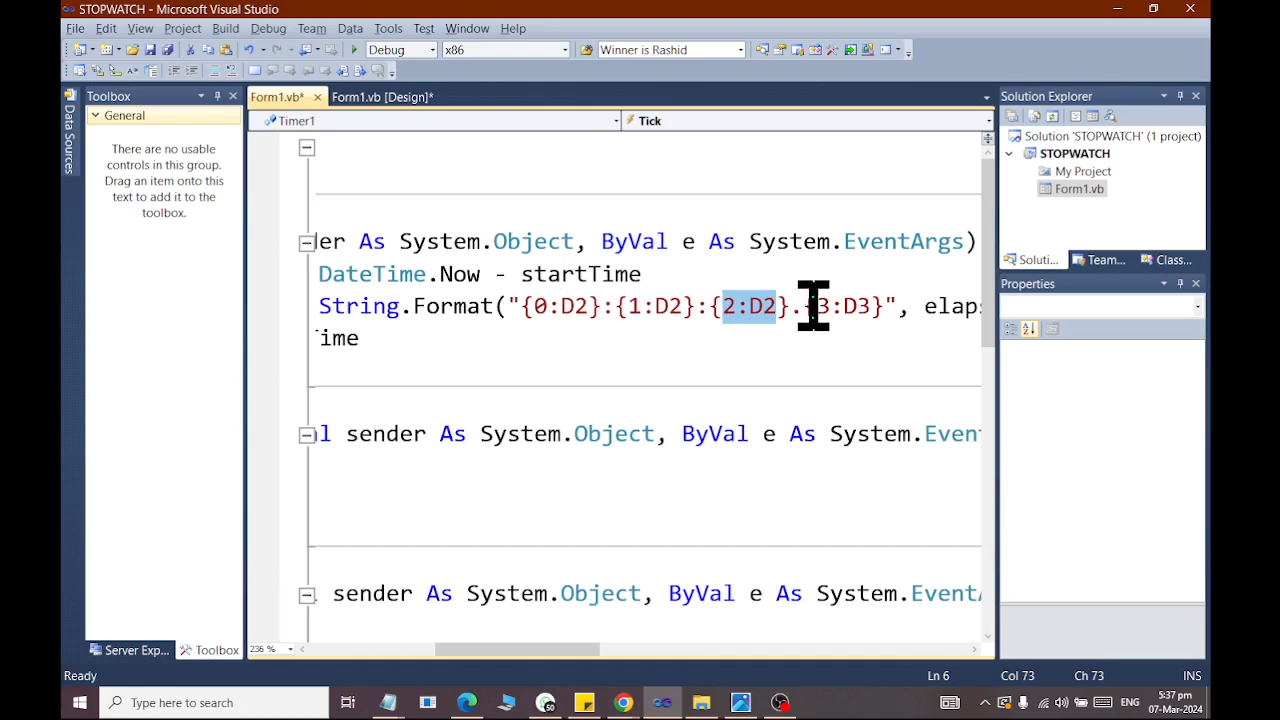 STOPWATCH - Microsoft Visual Studio
File Edit View Project Build Debug Team Data Tools Test Window Help
Debug x86 Winner is Rashid
Toolbox
General
There are no usable
controls in this group.
Drag an item onto this
text to add it to the
toolbox.
Data Sources
Server Exp... Toolbox
Form1.vb* Form1.vb [Design]*
Timer1 Tick
der As System.Object, ByVal e As System.EventArgs)
DateTime.Now - startTime
String.Format("{0:D2}:{1:D2}:{2:D2}.{3:D3}", elaps
ime
al sender As System.Object, ByVal e As System.Event
sender As System.Object, ByVal e As System.EventA
236 %
Solution Explorer
Solution 'STOPWATCH' (1 project)
STOPWATCH
My Project
Form1.vb
Soluti... Team... Class...
Properties
Ready Ln 6 Col 73 Ch 73 INS
Type here to search
ENG
5:37 pm
07-Mar-2024